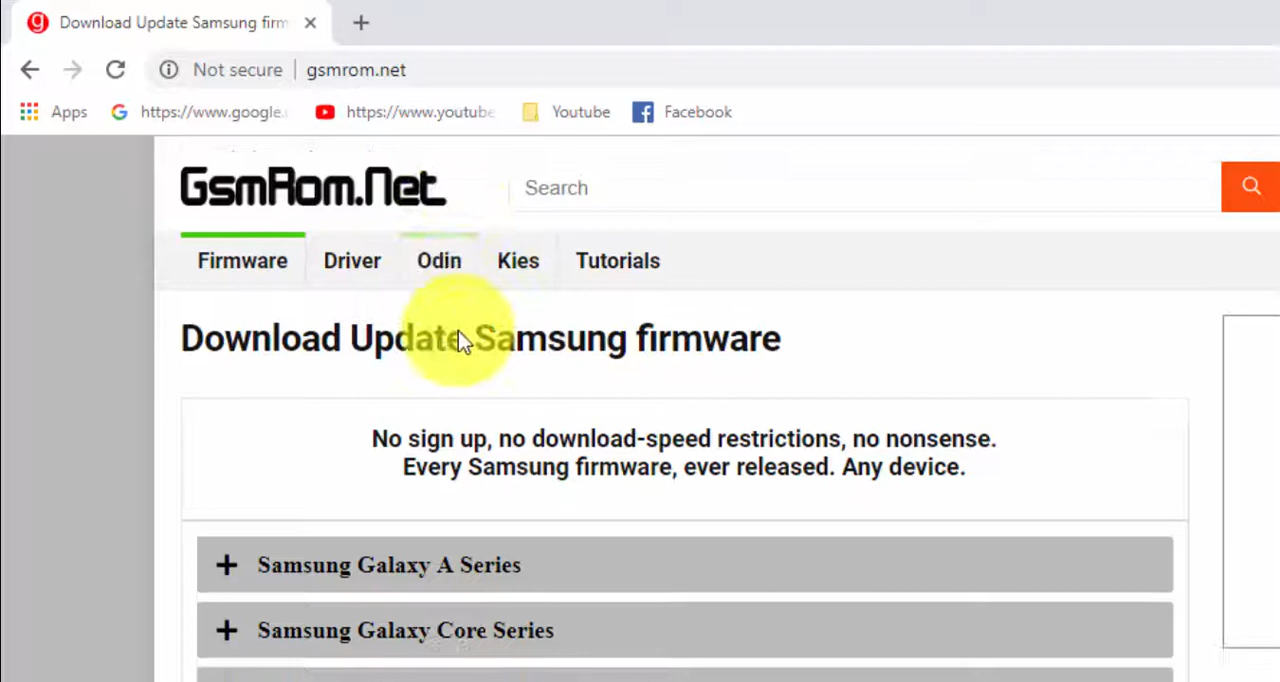 Download Update Samsung firm
Not secure
gsmrom.net
Apps
https://www.google.
https://www.youtube
Youtube
Facebook
GsmRom.Net
Search
Firmware
Driver
Odin
Kies
Tutorials
Download Update Samsung firmware
No sign up, no download-speed restrictions, no nonsense.
Every Samsung firmware, ever released. Any device.
Samsung Galaxy A Series
Samsung Galaxy Core Series